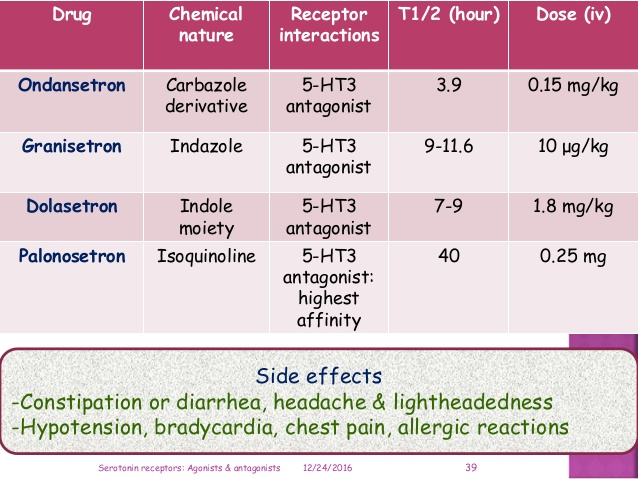 Drug Chemical nature Receptor interactions T1/2 (hour) Dose (iv)
Ondansetron Carbazole derivative 5-HT3 antagonist 3.9 0.15 mg/kg
Granisetron Indazole 5-HT3 antagonist 9-11.6 10 µg/kg
Dolasetron Indole moiety 5-HT3 antagonist 7-9 1.8 mg/kg
Palonosetron Isoquinoline 5-HT3 antagonist: highest affinity 40 0.25 mg
Side effects
-Constipation or diarrhea, headache & lightheadedness
-Hypotension, bradycardia, chest pain, allergic reactions
Serotonin receptors: Agonists & antagonists 12/24/2016 39